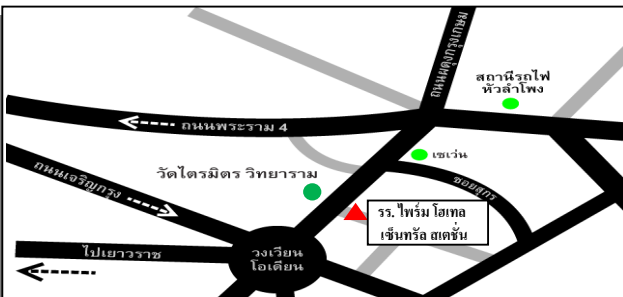 ถนนผดุงกรุงเกษม
สถานีรถไฟ
หัวลำโพง
ถนนพระราม 4
เซเว่น
ถนนเจริญกรุง
วัดไตรมิตร วิทยาราม
ซอยสุกร
รร. ไพร์ม โฮเทล
เซ็นทรัล สเตชั่น
ไปเยาวราช
วงเวียน
โอเดียน